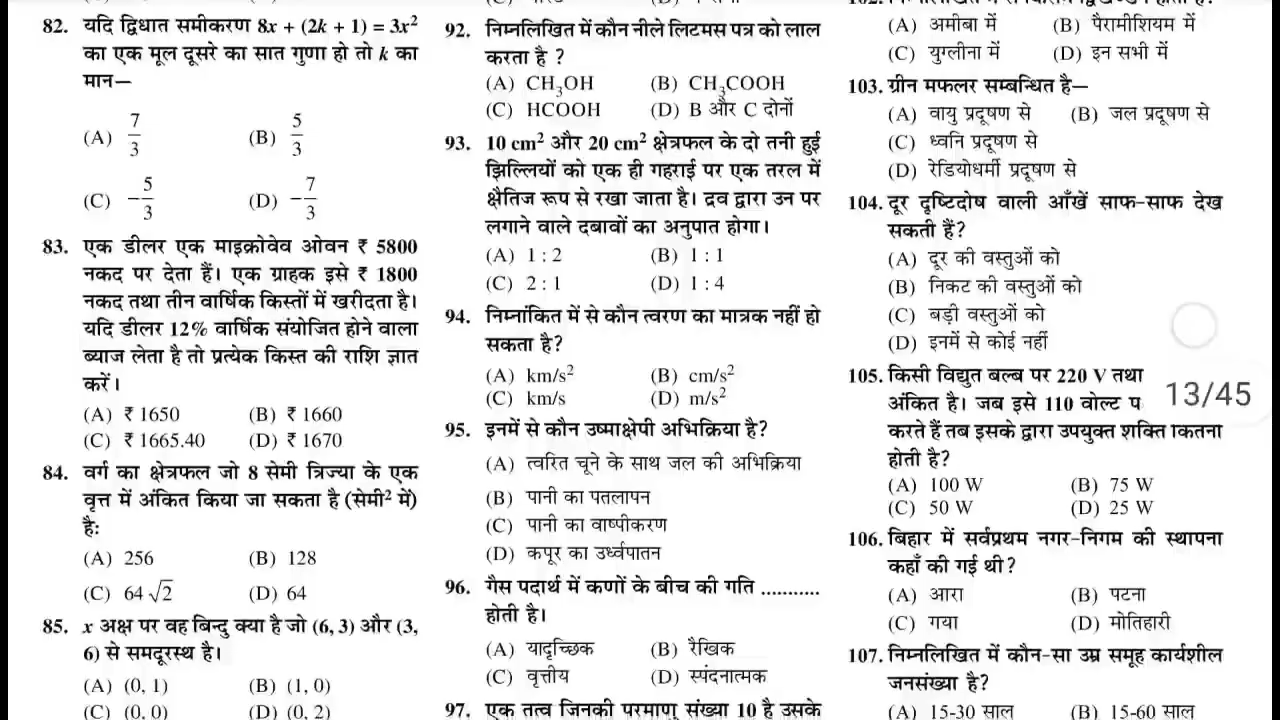 82. यदि द्विघात समीकरण 8x + (2k + 1) = 3x²
का एक मूल दूसरे का सात गुणा हो तो k का
मान—
(A) 7/3 (B) 5/3
(C) −5/3 (D) −7/3
83. एक डीलर एक माइक्रोवेव ओवन ₹ 5800
नकद पर देता हैं। एक ग्राहक इसे ₹ 1800
नकद तथा तीन वार्षिक किस्तों में खरीदता है।
यदि डीलर 12% वार्षिक संयोजित होने वाला
ब्याज लेता है तो प्रत्येक किस्त की राशि ज्ञात
करें।
(A) ₹ 1650 (B) ₹ 1660
(C) ₹ 1665.40 (D) ₹ 1670
84. वर्ग का क्षेत्रफल जो 8 सेमी त्रिज्या के एक
वृत्त में अंकित किया जा सकता है (सेमी² में)
है:
(A) 256 (B) 128
(C) 64 √2 (D) 64
85. x अक्ष पर वह बिन्दु क्या है जो (6, 3) और (3,
6) से समदूरस्थ है।
(A) (0, 1) (B) (1, 0)
(C) (0, 0) (D) (0, 2)
92. निम्नलिखित में कौन नीले लिटमस पत्र को लाल
करता है ?
(A) CH₃OH (B) CH₃COOH
(C) HCOOH (D) B और C दोनों
93. 10 cm² और 20 cm² क्षेत्रफल के दो तनी हुई
झिल्लियों को एक ही गहराई पर एक तरल में
क्षैतिज रूप से रखा जाता है। द्रव द्वारा उन पर
लगाने वाले दबावों का अनुपात होगा।
(A) 1 : 2 (B) 1 : 1
(C) 2 : 1 (D) 1 : 4
94. निम्नांकित में से कौन त्वरण का मात्रक नहीं हो
सकता है?
(A) km/s² (B) cm/s²
(C) km/s (D) m/s²
95. इनमें से कौन उष्माक्षेपी अभिक्रिया है?
(A) त्वरित चूने के साथ जल की अभिक्रिया
(B) पानी का पतलापन
(C) पानी का वाष्पीकरण
(D) कपूर का उर्ध्वपातन
96. गैस पदार्थ में कणों के बीच की गति ...........
होती है।
(A) यादृच्छिक (B) रैखिक
(C) वृत्तीय (D) स्पंदनात्मक
97. एक तत्व जिनकी परमाणु संख्या 10 है उसके
(A) अमीबा में (B) पैरामीशियम में
(C) युग्लीना में (D) इन सभी में
103. ग्रीन मफलर सम्बन्धित है—
(A) वायु प्रदूषण से (B) जल प्रदूषण से
(C) ध्वनि प्रदूषण से
(D) रेडियोधर्मी प्रदूषण से
104. दूर दृष्टिदोष वाली आँखें साफ-साफ देख
सकती हैं?
(A) दूर की वस्तुओं को
(B) निकट की वस्तुओं को
(C) बड़ी वस्तुओं को
(D) इनमें से कोई नहीं
105. किसी विद्युत बल्ब पर 220 V तथा
अंकित है। जब इसे 110 वोल्ट प
करते हैं तब इसके द्वारा उपयुक्त शक्ति कितना
होती है?
(A) 100 W (B) 75 W
(C) 50 W (D) 25 W
106. बिहार में सर्वप्रथम नगर-निगम की स्थापना
कहाँ की गई थी ?
(A) आरा (B) पटना
(C) गया (D) मोतिहारी
107. निम्नलिखित में कौन-सा उम्र समूह कार्यशील
जनसंख्या है?
(A) 15-30 साल (B) 15-60 साल
13/45